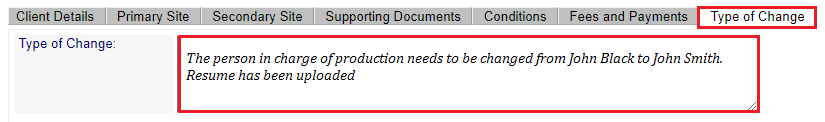 Client Details Primary Site Secondary Site Supporting Documents Conditions Fees and Payments Type of Change
Type of Change:
The person in charge of production needs to be changed from John Black to John Smith.
Resume has been uploaded